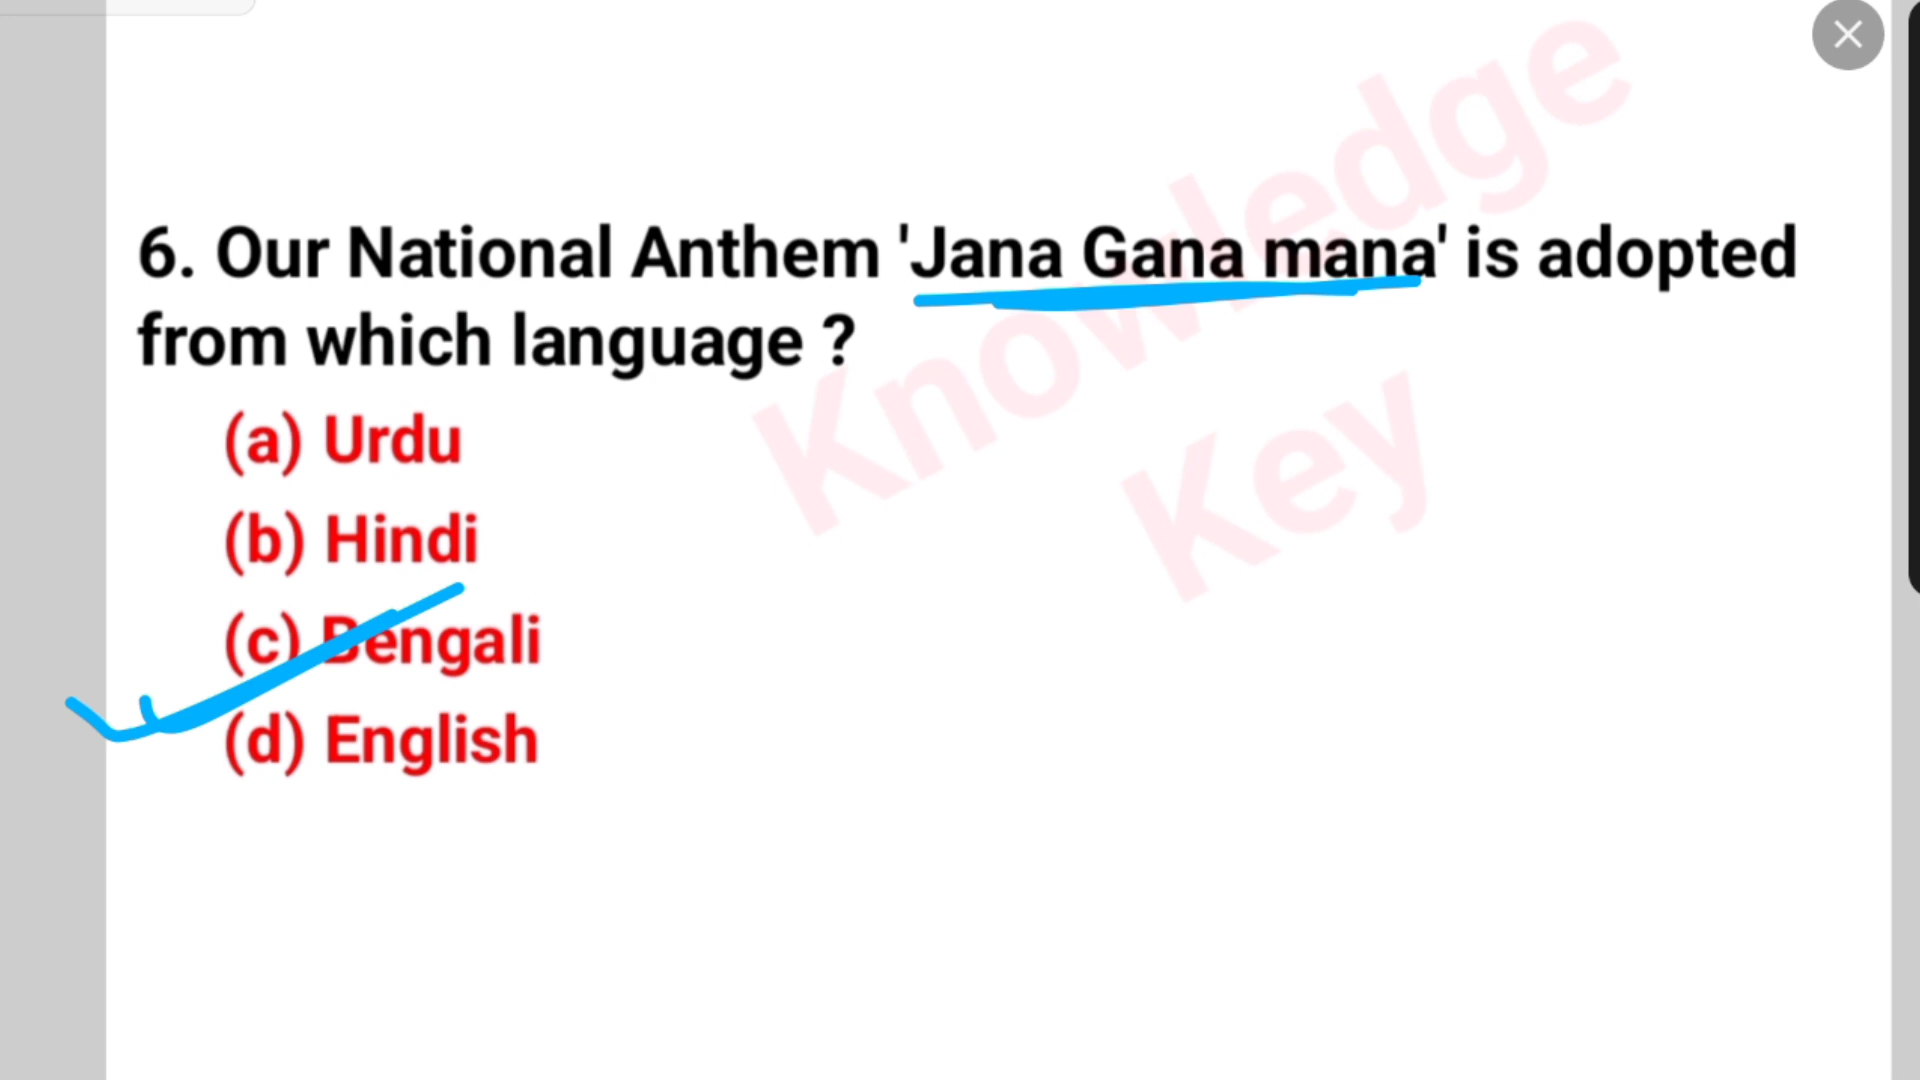 6. Our National Anthem 'Jana Gana mana' is adopted
from which language ?
(a) Urdu
(b) Hindi
(c) Bengali
(d) English
Knowledge
Key